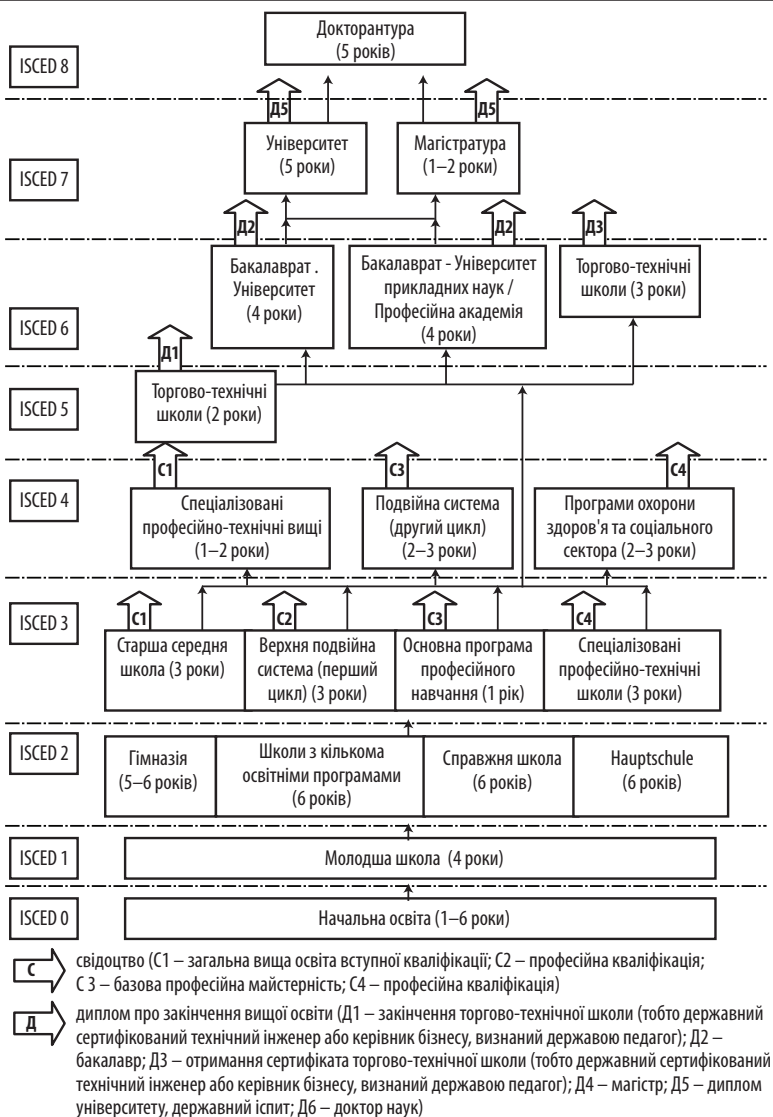 Докторантура
(5 років)
ISCED 8
Д5
Д5
Університет
(5 роки)
Магістратура
(1–2 роки)
ISCED 7
Д2
Д2
Д3
Бакалаврат .
Університет
(4 роки)
Бакалаврат - Університет
прикладних наук /
Професійна академія
(4 роки)
Торгово-технічні
школи (3 роки)
ISCED 6
Д1
Торгово-технічні
школи (2 роки)
ISCED 5
С1
С3
С4
ISCED 4
Спеціалізовані
професійно-технічні вищі
(1–2 роки)
Подвійна система
(другий цикл)
(2–3 роки)
Програми охорони
здоров'я та соціального
сектора (2–3 роки)
С1
С2
С3
С4
ISCED 3
Старша середня
школа (3 роки)
Верхня подвійна
система (перший
цикл) (3 роки)
Основна програма
професійного
навчання (1 рік)
Спеціалізовані
професійно-технічні
школи (3 роки)
ISCED 2
Гімназія
(5–6 років)
Школи з кількома
освітніми програмами
(6 років)
Справжня школа
(6 років)
Hauptschule
(6 років)
ISCED 1
Молодша школа (4 роки)
ISCED 0
Начальна освіта (1–6 роки)
С
свідоцтво (С1 – загальна вища освіта вступної кваліфікації; С2 – професійна кваліфікація;
С 3 – базова професійна майстерність; С4 – професійна кваліфікація)
Д
диплом про закінчення вищої освіти (Д1 – закінчення торгово-технічної школи (тобто державний
сертифікований технічний інженер або керівник бізнесу, визнаний державою педагог); Д2 –
бакалавр; Д3 – отримання сертифіката торгово-технічної школи (тобто державний сертифікований
технічний інженер або керівник бізнесу, визнаний державою педагог); Д4 – магістр; Д5 – диплом
університету, державний іспит; Д6 – доктор наук)